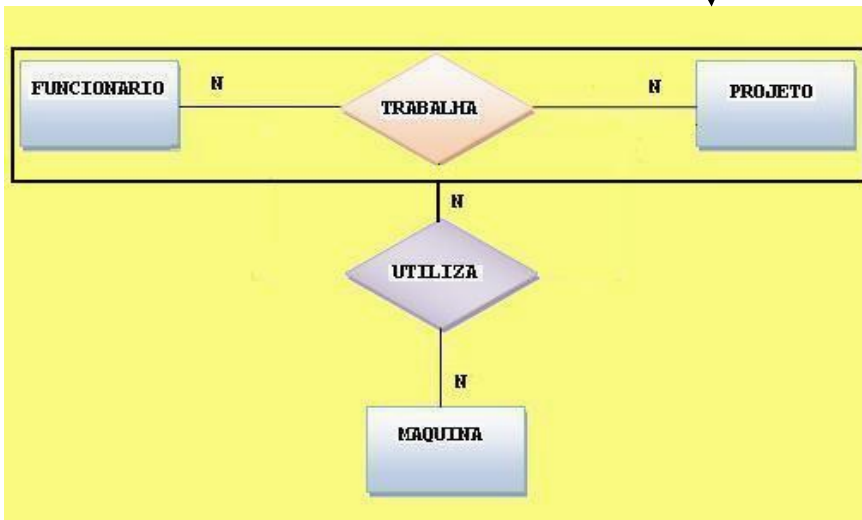 FUNCIONARIO N TRABALHA N PROJETO
N
UTILIZA
N
MAQUINA